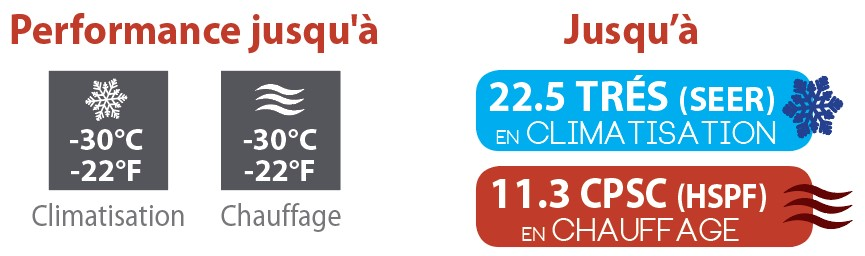 Performance jusqu'à
-30°C
-22°F
Climatisation
-30°C
-22°F
Chauffage
Jusqu’à
22.5 TRÉS (SEER)
EN CLIMATISATION
11.3 CPSC (HSPF)
EN CHAUFFAGE